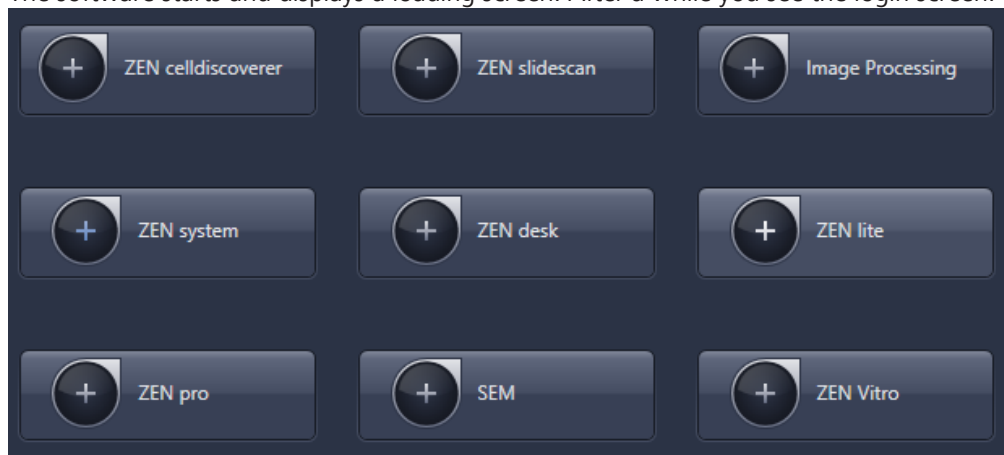 The software starts and displays a loading screen. After a while you see the login screen.
ZEN celldiscoverer
ZEN slidescan
Image Processing
ZEN system
ZEN desk
ZEN lite
ZEN pro
SEM
ZEN Vitro